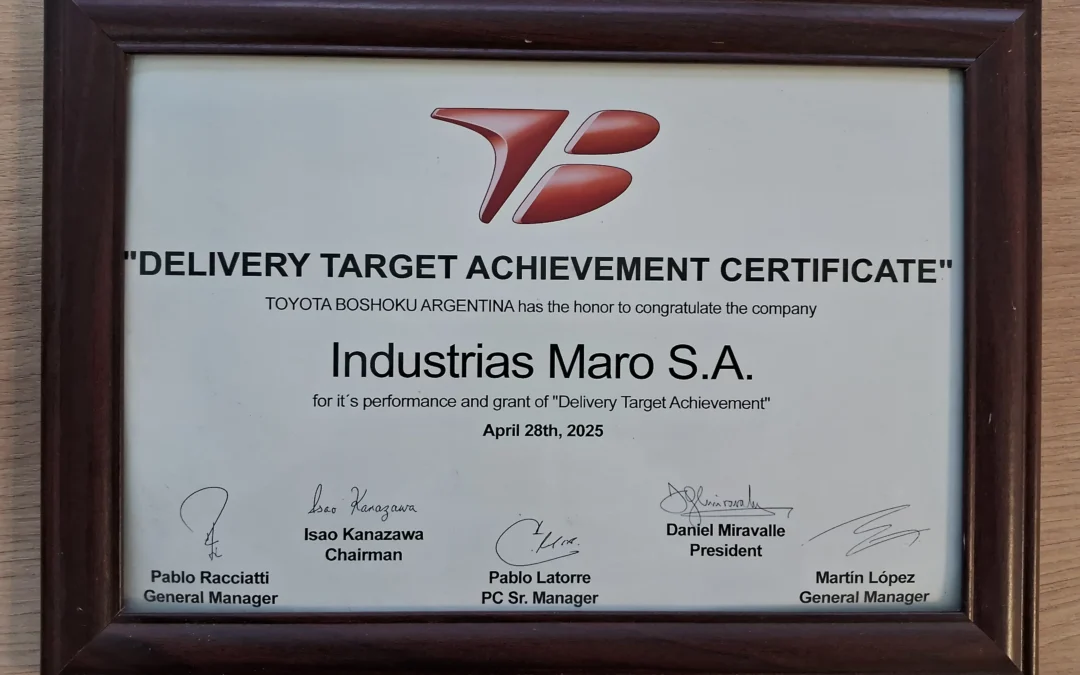 TB
"DELIVERY TARGET ACHIEVEMENT CERTIFICATE"
TOYOTA BOSHOKU ARGENTINA has the honor to congratulate the company
Industrias Maro S.A.
for it´s performance and grant of "Delivery Target Achievement"
April 28th, 2025
Isao Kanazawa
Isao Kanazawa
Chairman
Daniel Miravalle
President
Pablo Racciatti
General Manager
Pablo Latorre
PC Sr. Manager
Martín López
General Manager